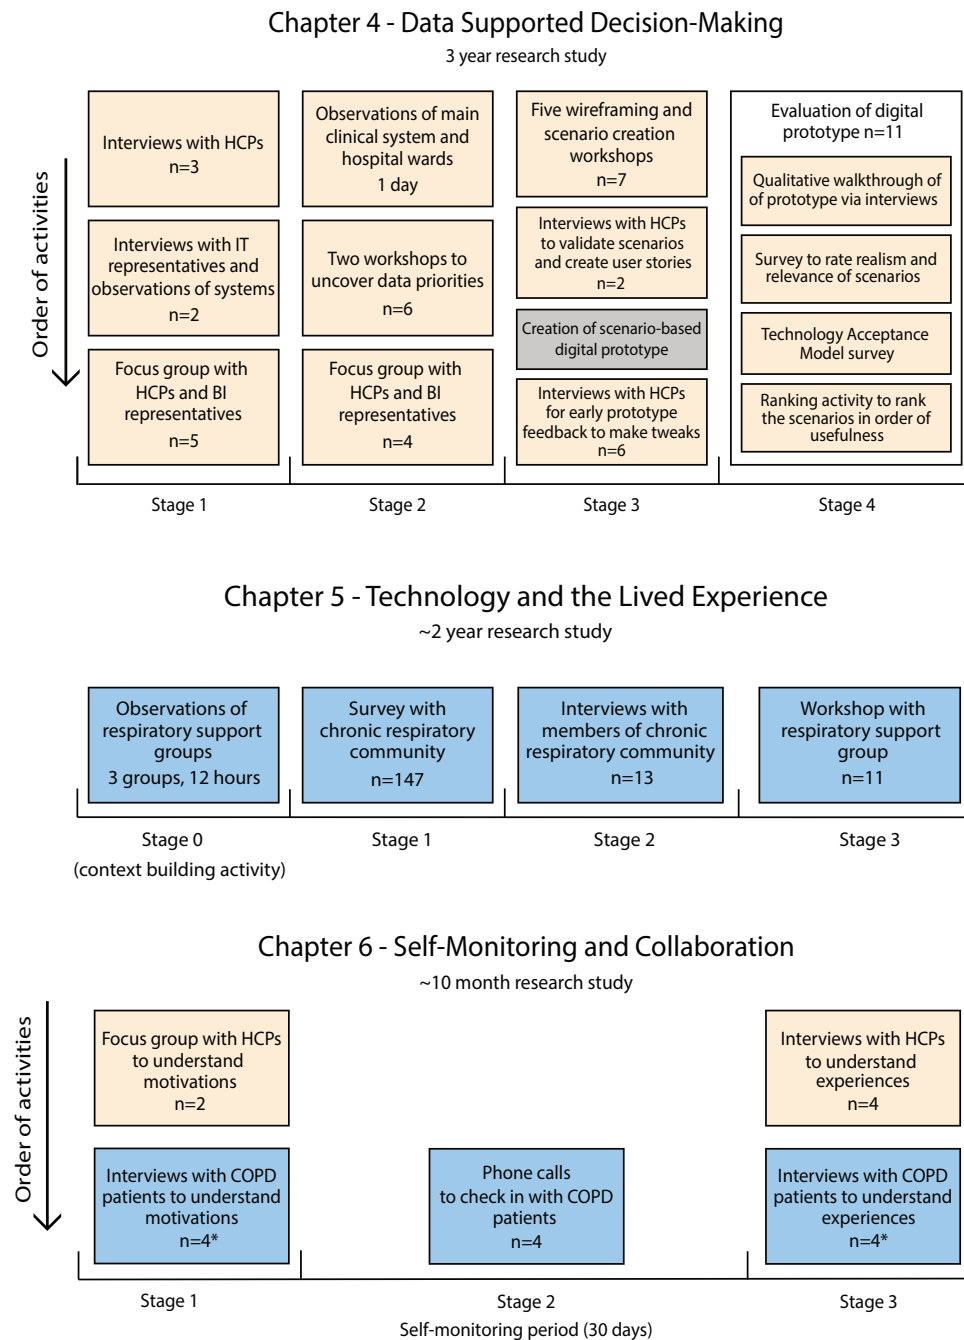 Chapter 4 - Data Supported Decision-Making
3 year research study
Order of activities
Interviews with HCPs
n=3
Interviews with IT
representatives and
observations of systems
n=2
Focus group with
HCPs and BI
representatives
n=5
Stage 1
Observations of main
clinical system and
hospital wards
1 day
Two workshops to
uncover data priorities
n=6
Focus group with
HCPs and BI
representatives
n=4
Stage 2
Five wireframing and
scenario creation
workshops
n=7
Interviews with HCPs
to validate scenarios
and create user stories
n=2
Creation of scenario-based
digital prototype
Interviews with HCPs
for early prototype
feedback to make tweaks
n=6
Stage 3
Evaluation of digital
prototype n=11
Qualitative walkthrough of
of prototype via interviews
Survey to rate realism and
relevance of scenarios
Technology Acceptance
Model survey
Ranking activity to rank
the scenarios in order of
usefulness
Stage 4
Chapter 5 - Technology and the Lived Experience
~2 year research study
Observations of
respiratory support
groups
3 groups, 12 hours
Stage 0
(context building activity)
Survey with
chronic respiratory
community
n=147
Stage 1
Interviews with
members of chronic
respiratory community
n=13
Stage 2
Workshop with
respiratory support
group
n=11
Stage 3
Chapter 6 - Self-Monitoring and Collaboration
~10 month research study
Order of activities
Focus group with HCPs
to understand
motivations
n=2
Interviews with COPD
patients to understand
motivations
n=4*
Stage 1
Phone calls
to check in with COPD
patients
n=4
Stage 2
Self-monitoring period (30 days)
Interviews with HCPs
to understand
experiences
n=4
Interviews with COPD
patients to understand
experiences
n=4*
Stage 3